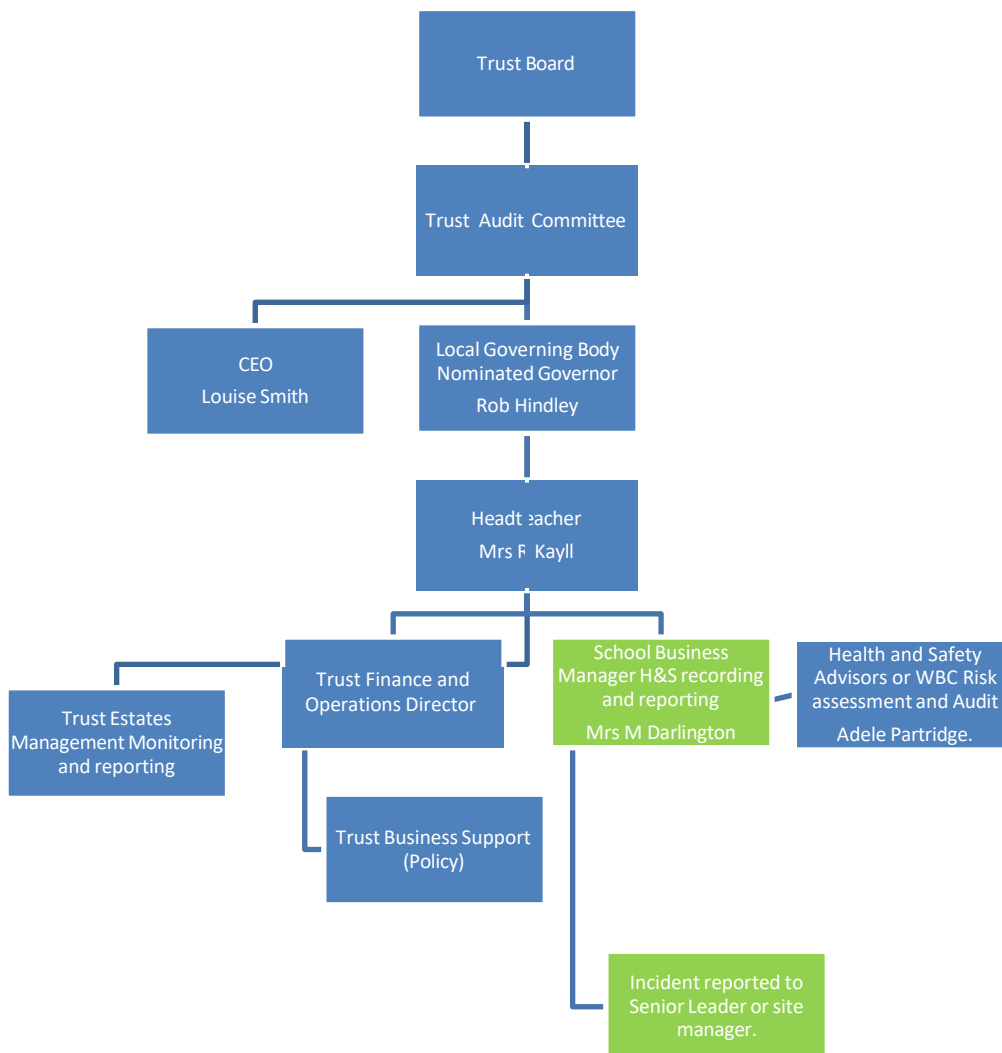 Trust Board
Trust Audit Committee
CEO
Louise Smith
Local Governing Body
Nominated Governor
Rob Hindley
Headteacher
Mrs R Kayll
Trust Estates
Management Monitoring
and reporting
Trust Finance and
Operations Director
School Business
Manager H&S recording
and reporting
Mrs M Darlington
Health and Safety
Advisors or WBC Risk
assessment and Audit
Adele Partridge.
Trust Business Support
(Policy)
Incident reported to
Senior Leader or site
manager.